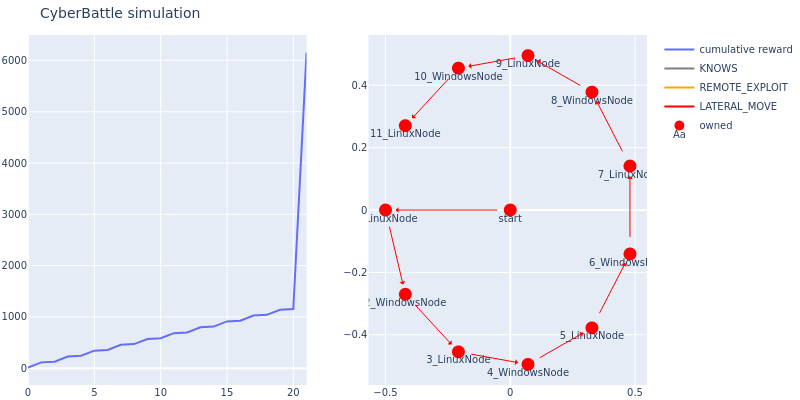 CyberBattle simulation
6000
5000
4000
3000
2000
1000
0
0 5 10 15 20
0.4
0.2
0
−0.2
−0.4
−0.5 0 0.5
9_LinuxNode
10_WindowsNode
8_WindowsNode
11_LinuxNode
7_LinuxNo
.inuxNode
start
6_Windows
2_WindowsNode
5_LinuxNode
3_LinuxNode
4_WindowsNode
cumulative reward
KNOWS
REMOTE_EXPLOIT
LATERAL_MOVE
owned
Aa